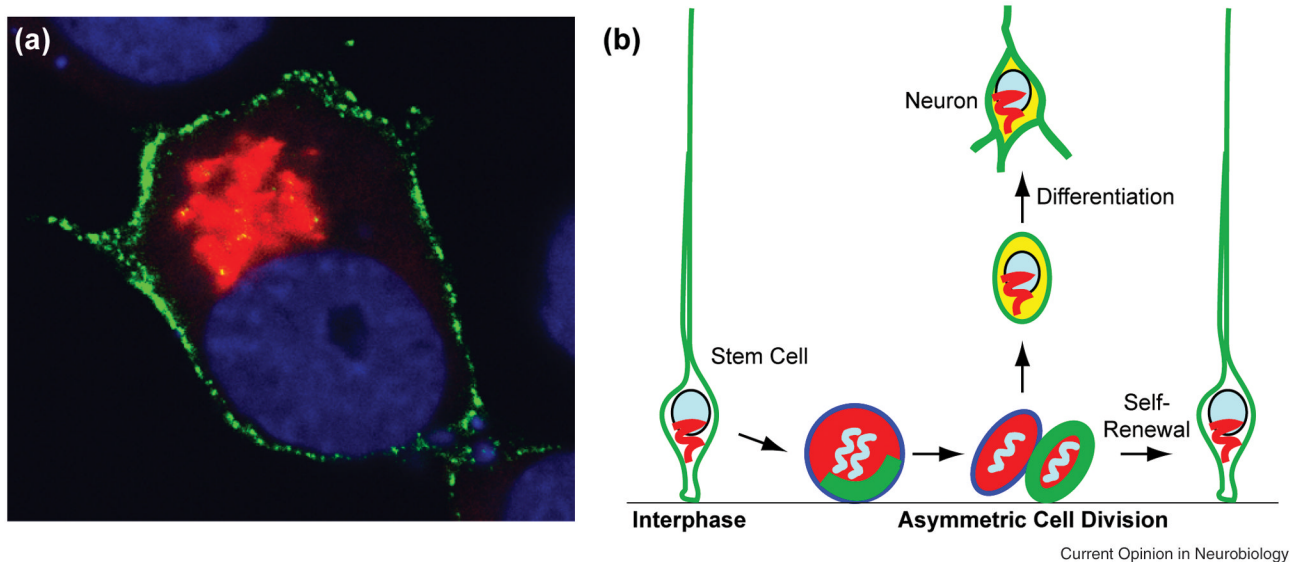 (a)
(b)
Neuron
Differentiation
Stem Cell
Self-
Renewal
Interphase
Asymmetric Cell Division
Current Opinion in Neurobiology